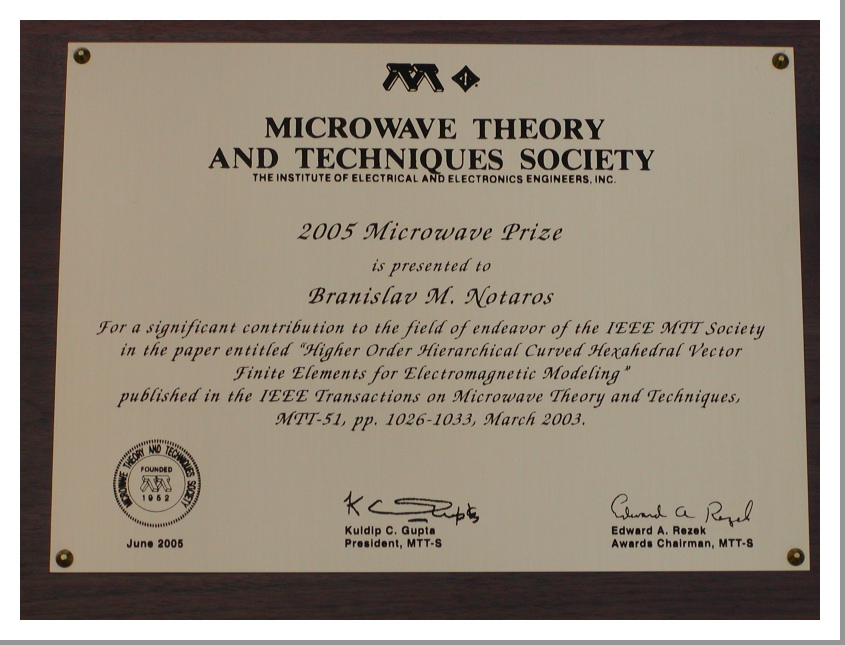 MICROWAVE THEORY
AND TECHNIQUES SOCIETY
THE INSTITUTE OF ELECTRICAL AND ELECTRONICS ENGINEERS, INC.
2005 Microwave Prize
is presented to
Branislav M. Notaros
For a significant contribution to the field of endeavor of the IEEE MTT Society
in the paper entitled "Higher Order Hierarchical Curved Hexahedral Vector
Finite Elements for Electromagnetic Modeling"
published in the IEEE Transactions on Microwave Theory and Techniques,
MTT-51, pp. 1026-1033, March 2003.
MICROWAVE THEORY AND TECHNIQUES SOCIETY
FOUNDED
1952
June 2005
K C Gupta
Kuldip C. Gupta
President, MTT-S
Edward A. Rezek
Edward A. Rezek
Awards Chairman, MTT-S